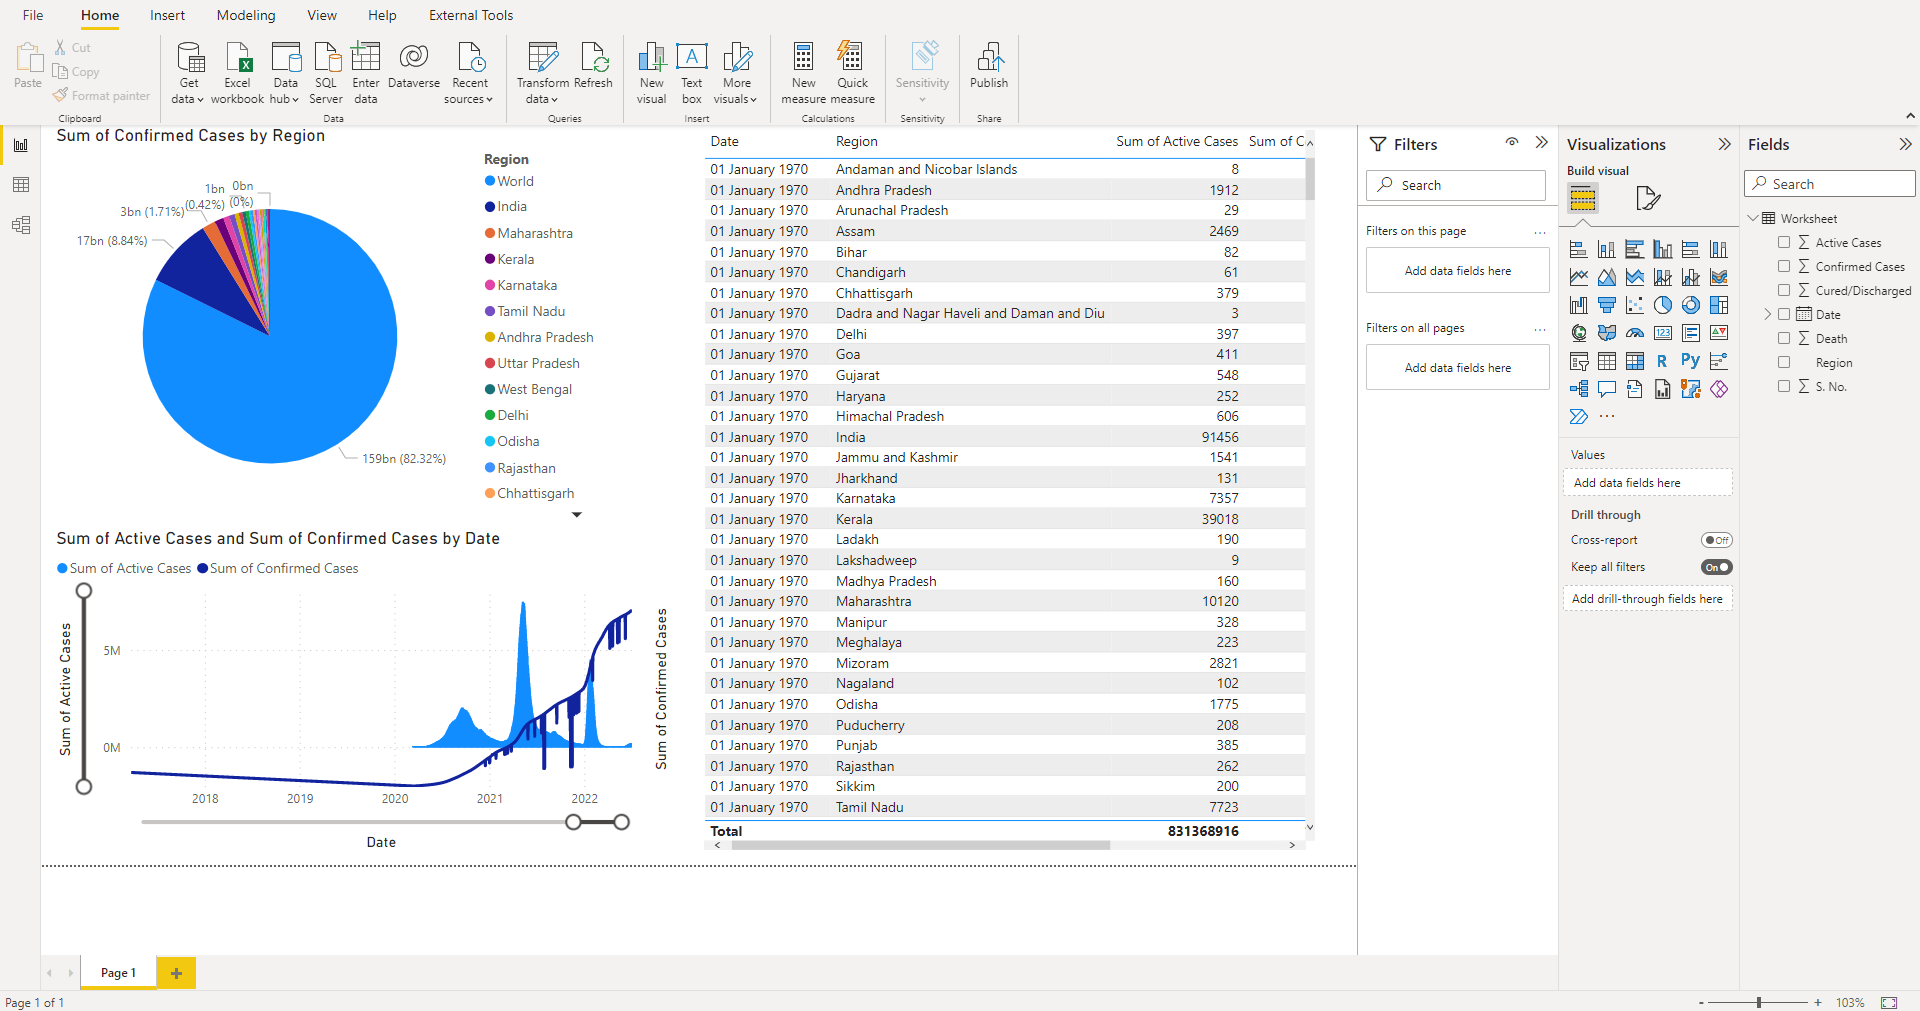 File Home Insert Modeling View Help External Tools
Paste
Cut
Copy
Format painter
Clipboard
Get data
Excel workbook
Data hub
SQL Server
Enter data
Dataverse
Recent sources
Data
Transform data
Refresh
Queries
New visual
Text box
More visuals
Insert
New measure
Quick measure
Calculations
Sensitivity
Sensitivity
Publish
Share
Sum of Confirmed Cases by Region
1bn
(0.42%)
0bn
(0%)
3bn (1.71%)
17bn (8.84%)
159bn (82.32%)
Region
World
India
Maharashtra
Kerala
Karnataka
Tamil Nadu
Andhra Pradesh
Uttar Pradesh
West Bengal
Delhi
Odisha
Rajasthan
Chhattisgarh
Sum of Active Cases and Sum of Confirmed Cases by Date
Sum of Active Cases Sum of Confirmed Cases
Sum of Active Cases
5M
0M
Sum of Confirmed Cases
2018 2019 2020 2021 2022
Date
Date Region Sum of Active Cases Sum of C
01 January 1970 Andaman and Nicobar Islands 8
01 January 1970 Andhra Pradesh 1912
01 January 1970 Arunachal Pradesh 29
01 January 1970 Assam 2469
01 January 1970 Bihar 82
01 January 1970 Chandigarh 61
01 January 1970 Chhattisgarh 379
01 January 1970 Dadra and Nagar Haveli and Daman and Diu 3
01 January 1970 Delhi 397
01 January 1970 Goa 411
01 January 1970 Gujarat 548
01 January 1970 Haryana 252
01 January 1970 Himachal Pradesh 606
01 January 1970 India 91456
01 January 1970 Jammu and Kashmir 1541
01 January 1970 Jharkhand 131
01 January 1970 Karnataka 7357
01 January 1970 Kerala 39018
01 January 1970 Ladakh 190
01 January 1970 Lakshadweep 9
01 January 1970 Madhya Pradesh 160
01 January 1970 Maharashtra 10120
01 January 1970 Manipur 328
01 January 1970 Meghalaya 223
01 January 1970 Mizoram 2821
01 January 1970 Nagaland 102
01 January 1970 Odisha 1775
01 January 1970 Puducherry 208
01 January 1970 Punjab 385
01 January 1970 Rajasthan 262
01 January 1970 Sikkim 200
01 January 1970 Tamil Nadu 7723
Total 831368916
Filters
Search
Filters on this page ...
Add data fields here
Filters on all pages ...
Add data fields here
Visualizations
Build visual
123
R
Py
...
Values
Add data fields here
Drill through
Cross-report Off
Keep all filters On
Add drill-through fields here
Fields
Search
Worksheet
Active Cases
Confirmed Cases
Cured/Discharged
Date
Death
Region
S. No.
Page 1
+
Page 1 of 1
- + 103%